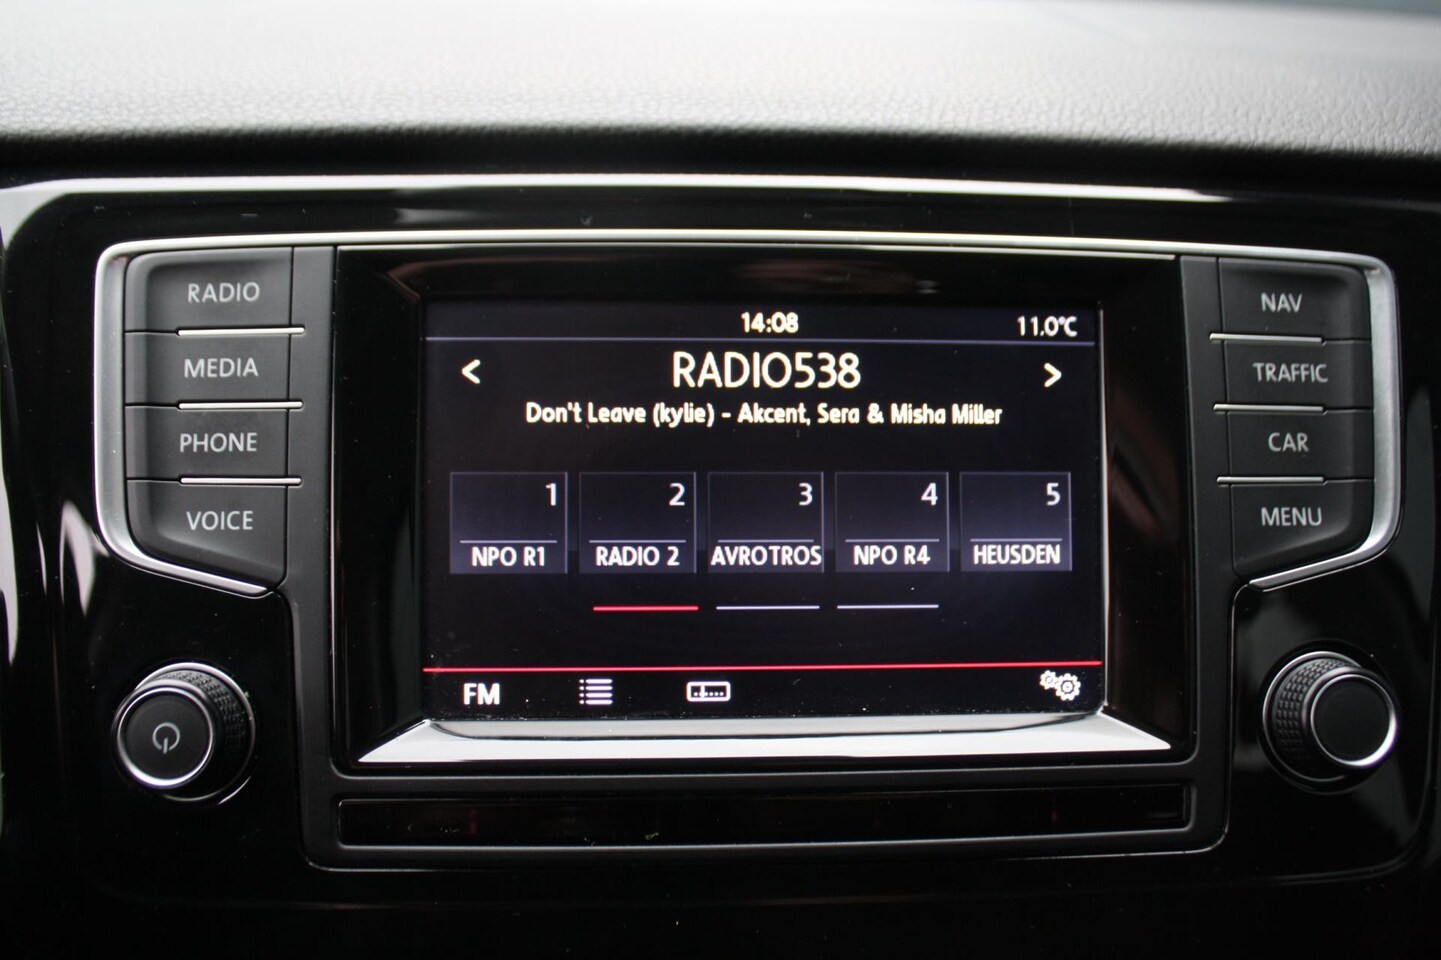 RADIO
MEDIA
PHONE
VOICE
14:08 11.0°C
< RADIO538 >
Don't Leave (kylie) - Akcent, Sera & Misha Miller
1 2 3 4 5
NPO R1 RADIO 2 AVROTROS NPO R4 HEUSDEN
FM
NAV
TRAFFIC
CAR
MENU